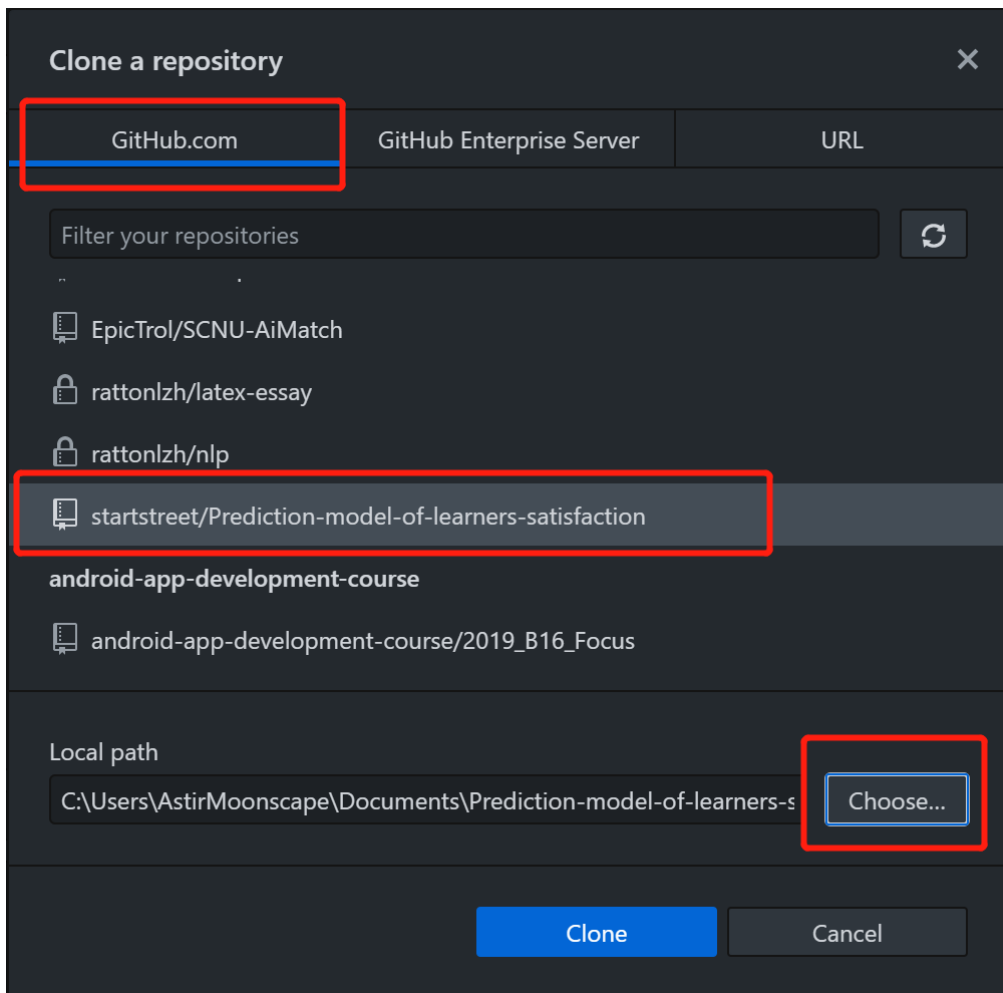 Clone a repository
GitHub.com
GitHub Enterprise Server
URL
Filter your repositories
EpicTrol/SCNU-AiMatch
rattonlzh/latex-essay
rattonlzh/nlp
startstreet/Prediction-model-of-learners-satisfaction
android-app-development-course
android-app-development-course/2019_B16_Focus
Local path
C:\Users\AstirMoonscape\Documents\Prediction-model-of-learners-s
Choose...
Clone
Cancel